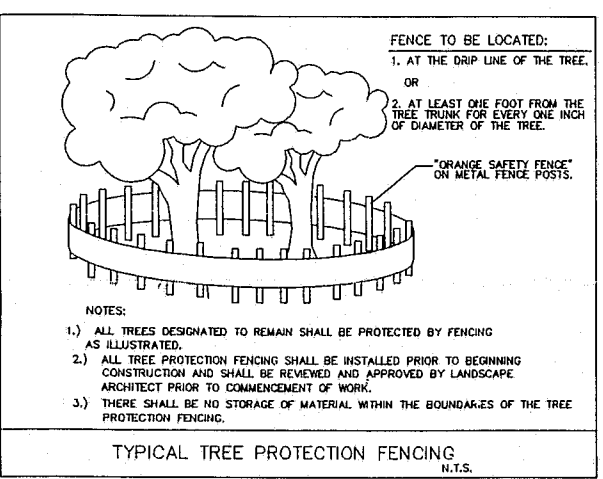 FENCE TO BE LOCATED:
1. AT THE DRIP LINE OF THE TREE.
OR
2. AT LEAST ONE FOOT FROM THE
TREE TRUNK FOR EVERY ONE INCH
OF DIAMETER OF THE TREE.
"ORANGE SAFETY FENCE"
ON METAL FENCE POSTS.
NOTES:
1.) ALL TREES DESIGNATED TO REMAIN SHALL BE PROTECTED BY FENCING
AS ILLUSTRATED.
2.) ALL TREE PROTECTION FENCING SHALL BE INSTALLED PRIOR TO BEGINNING
CONSTRUCTION AND SHALL BE REVIEWED AND APPROVED BY LANDSCAPE
ARCHITECT PRIOR TO COMMENCEMENT OF WORK.
3.) THERE SHALL BE NO STORAGE OF MATERIAL WITHIN THE BOUNDARIES OF THE TREE
PROTECTION FENCING.
TYPICAL TREE PROTECTION FENCING
N.T.S.